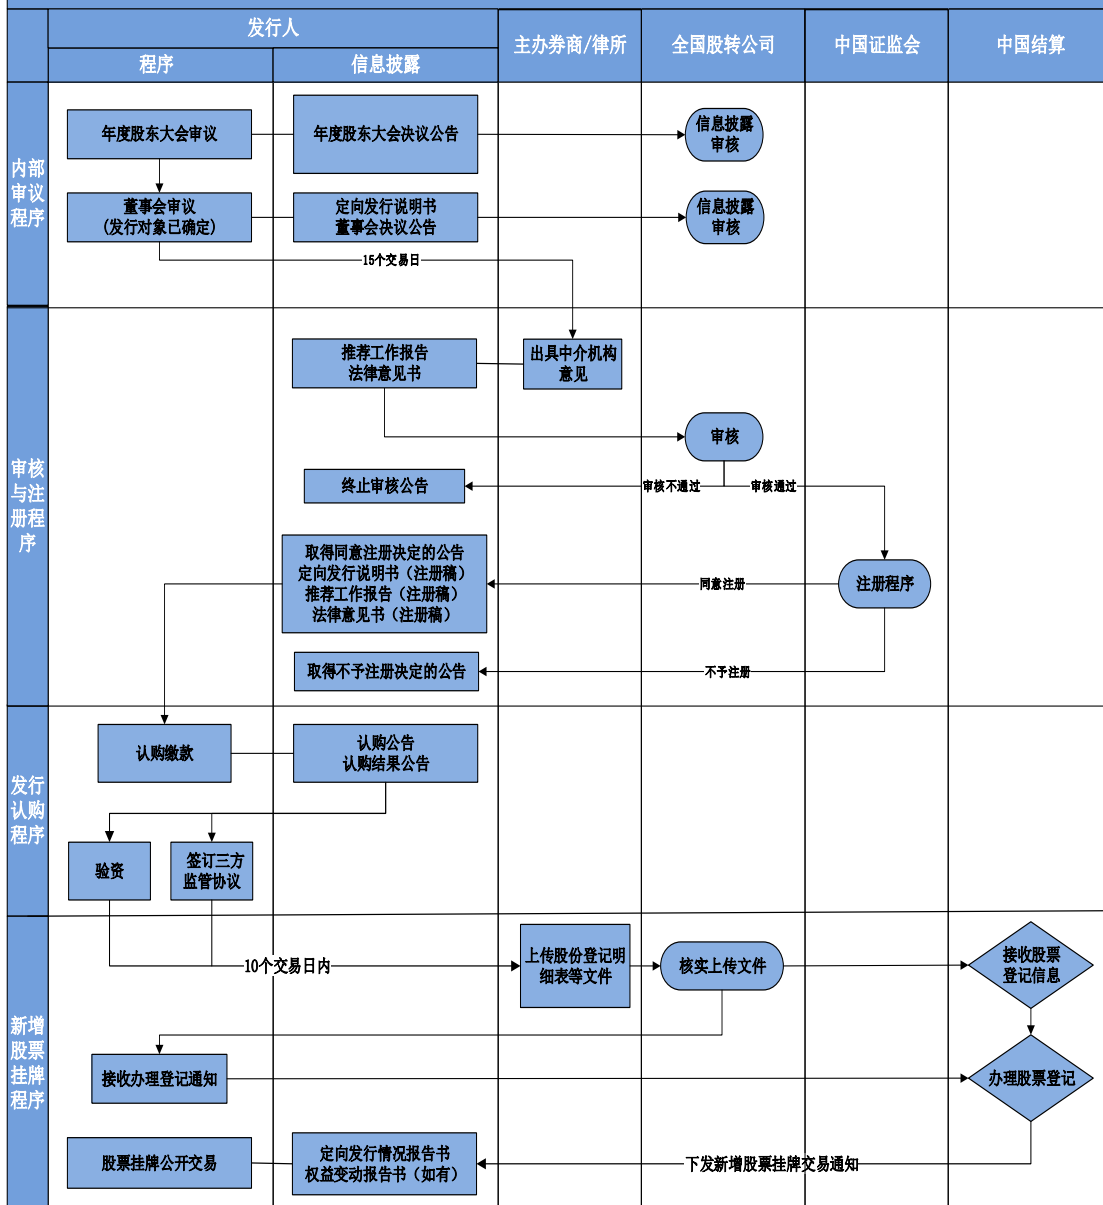 发行人
主办券商/律所
全国股转公司
中国证监会
中国结算
程序
信息披露
内部
审议
程序
年度股东大会审议
年度股东大会决议公告
信息披露
审核
董事会审议
(发行对象已确定)
定向发行说明书
董事会决议公告
信息披露
审核
15个交易日
审核
与注
册程
序
推荐工作报告
法律意见书
出具中介机构
意见
审核
终止审核公告
审核不通过
审核通过
取得同意注册决定的公告
定向发行说明书（注册稿）
推荐工作报告（注册稿）
法律意见书（注册稿）
同意注册
注册程序
取得不予注册决定的公告
不予注册
发行
认购
程序
认购缴款
认购公告
认购结果公告
验资
签订三方
监管协议
新增
股票
挂牌
程序
10个交易日内
上传股份登记明
细表等文件
核实上传文件
接收股票
登记信息
接收办理登记通知
办理股票登记
股票挂牌公开交易
定向发行情况报告书
权益变动报告书（如有）
下发新增股票挂牌交易通知